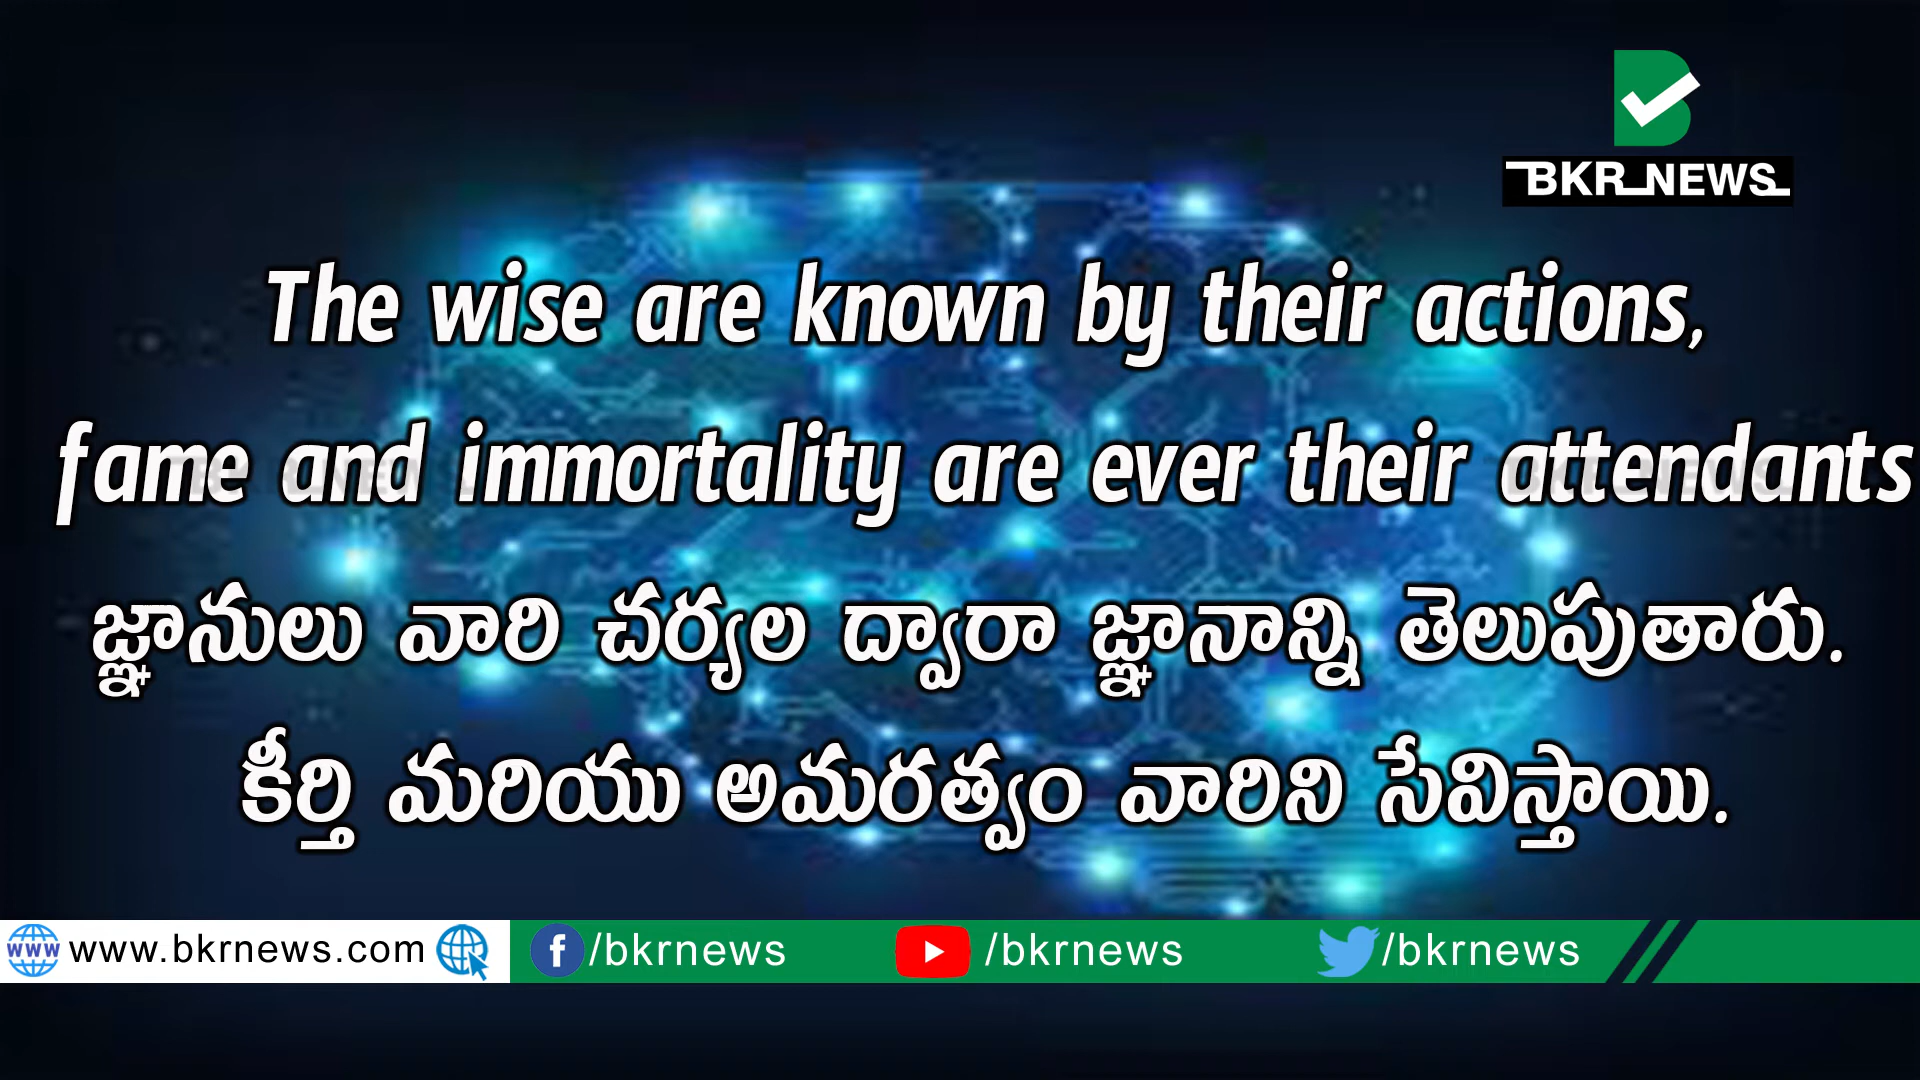 BKR NEWS
The wise are known by their actions,
fame and immortality are ever their attendants
జ్ఞానులు వారి చర్యల ద్వారా జ్ఞానాన్ని తెలుపుతారు.
కీర్తి మరియు అమరత్వం వారిని సేవిస్తాయి.
www www.bkrnews.com f /bkrnews /bkrnews /bkrnews